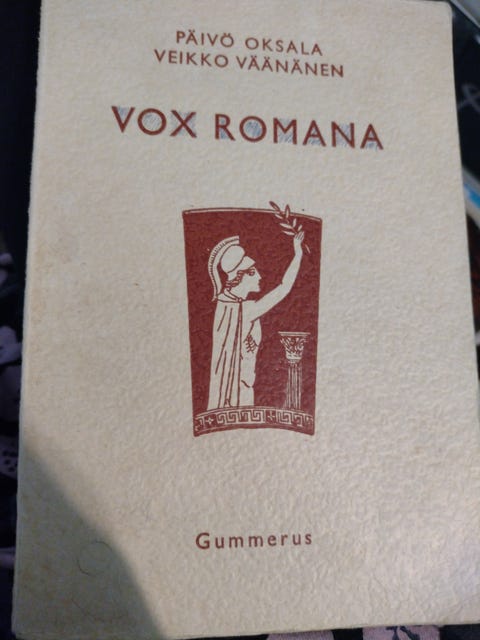 PÄIVÖ OKSALA
VEIKKO VÄÄNÄNEN
VOX ROMANA
Gummerus